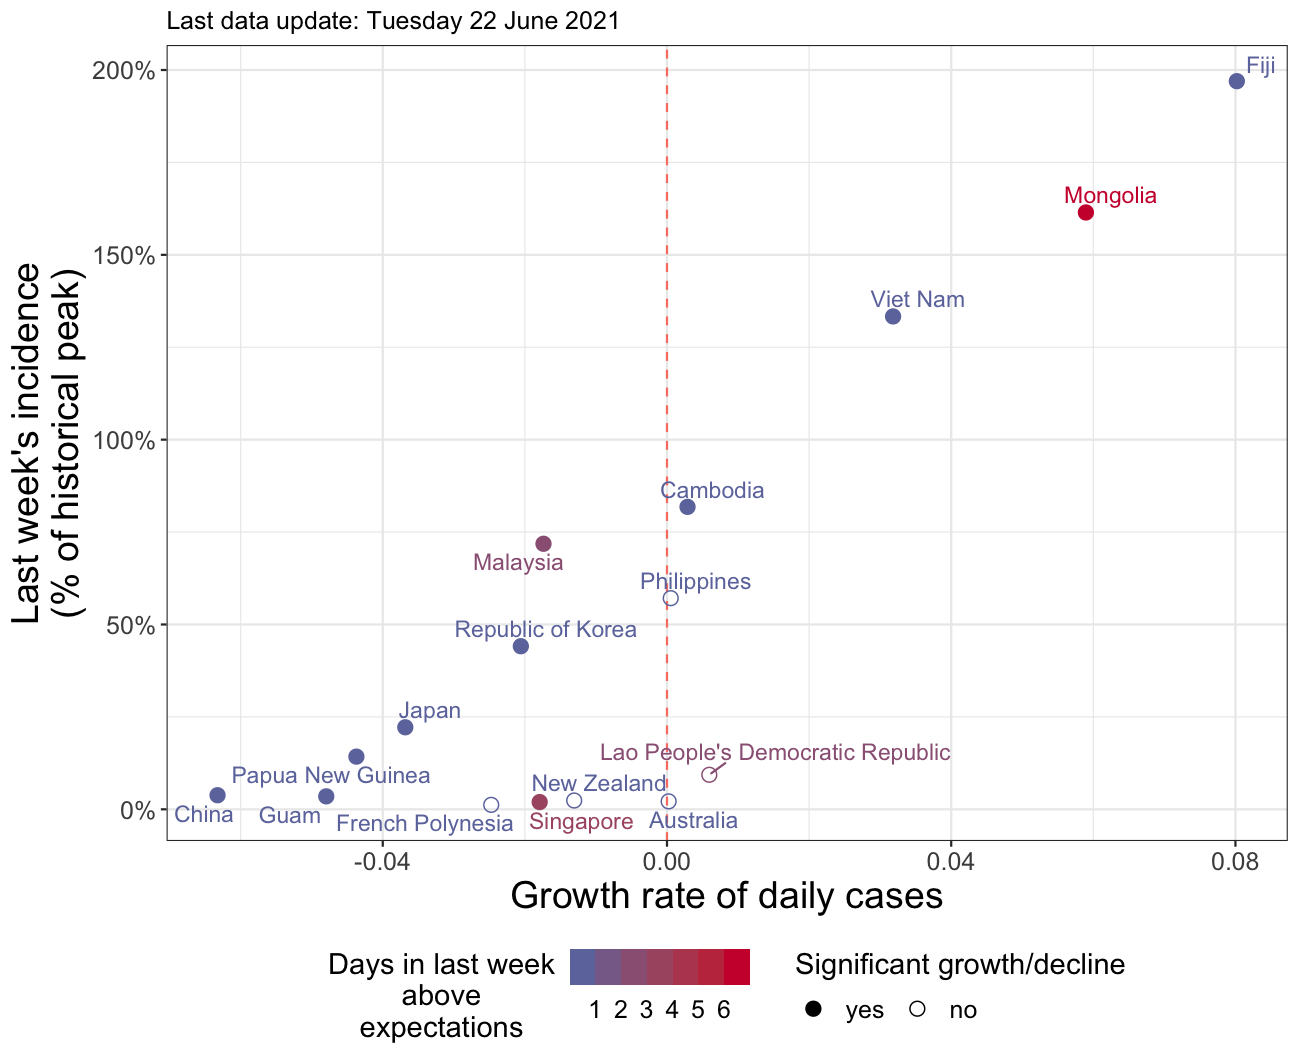 Last data update: Tuesday 22 June 2021
200%
150%
100%
50%
0%
Last week's incidence
(% of historical peak)
Fiji
Mongolia
Viet Nam
Cambodia
Malaysia
Philippines
Republic of Korea
Japan
Lao People's Democratic Republic
Papua New Guinea
New Zealand
China
Guam
French Polynesia
Singapore
Australia
-0.04
0.00
0.04
0.08
Growth rate of daily cases
Days in last week
above
expectations
1 2 3 4 5 6
Significant growth/decline
yes
no